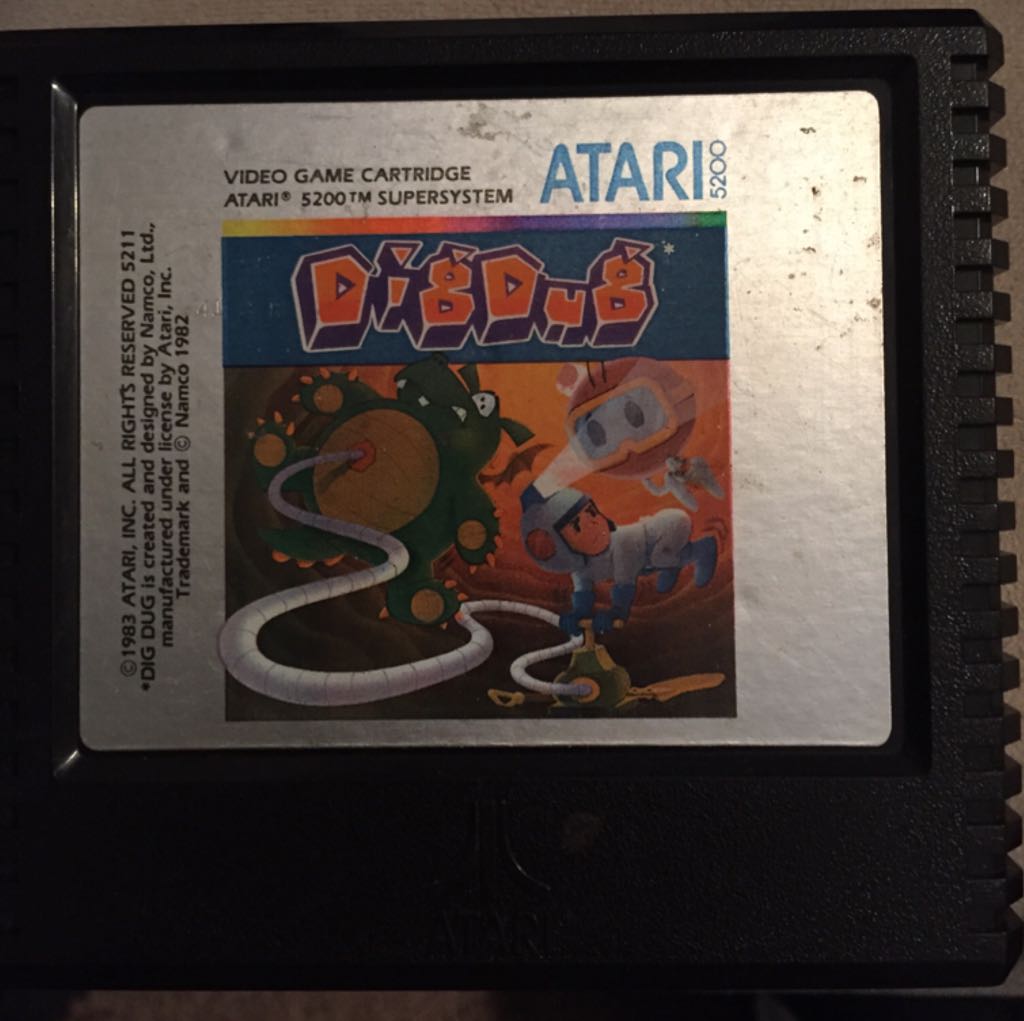 VIDEO GAME CARTRIDGE
ATARI® 5200™ SUPERSYSTEM
ATARI 5200
DIG DUG*
©1983 ATARI, INC. ALL RIGHTS RESERVED 5211
*DIG DUG is created and designed by Namco, Ltd.,
manufactured under license by Atari, Inc.
Trademark and © Namco 1982
ATARI